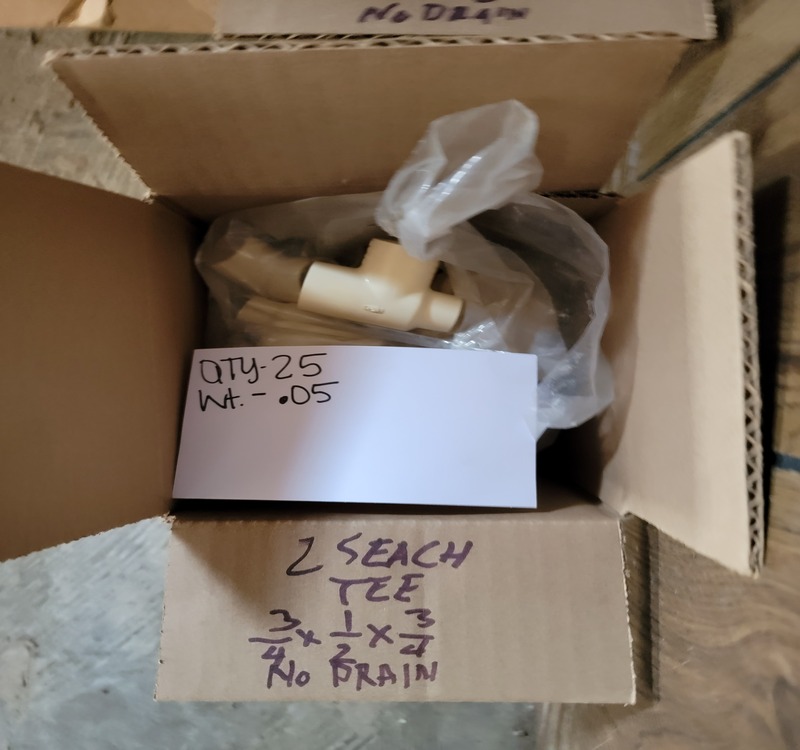 NO DRAIN
QTY-25
Wt. - .05
25 EACH
TEE
3/4 x 1/2 x 3/4
NO DRAIN